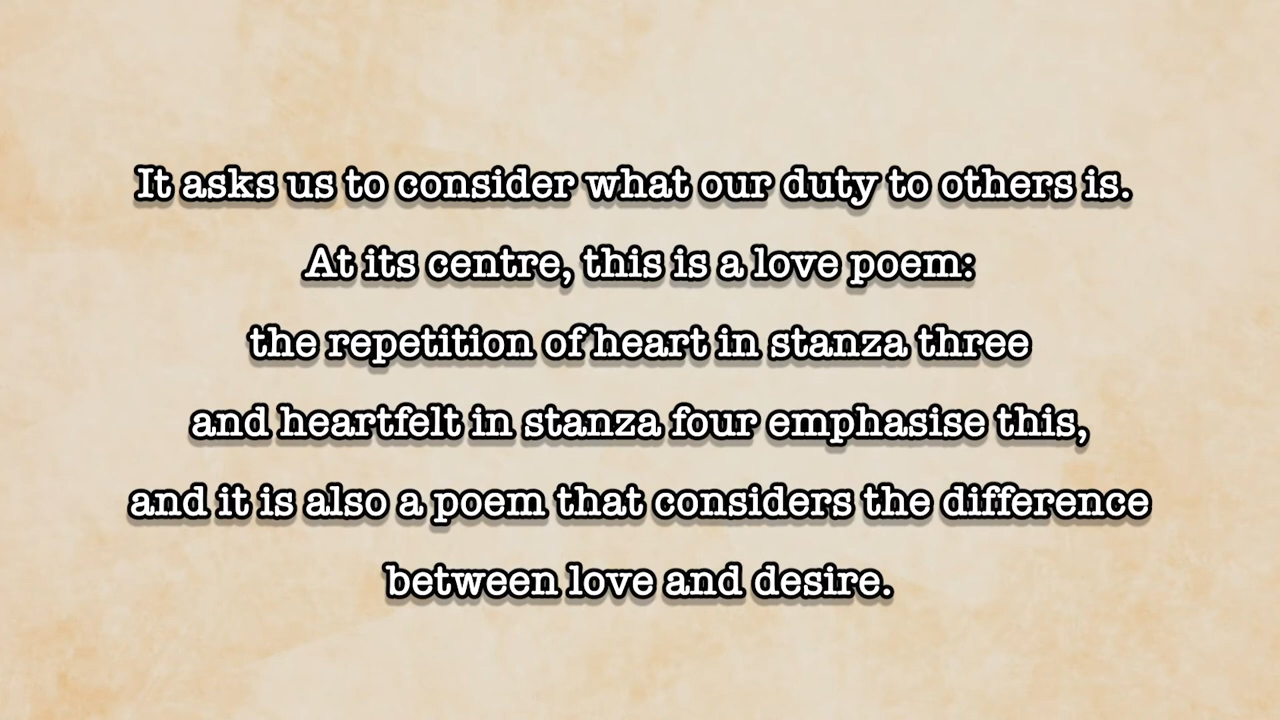 It asks us to consider what our duty to others is.
At its centre, this is a love poem:
the repetition of heart in stanza three
and heartfelt in stanza four emphasise this,
and it is also a poem that considers the difference
between love and desire.